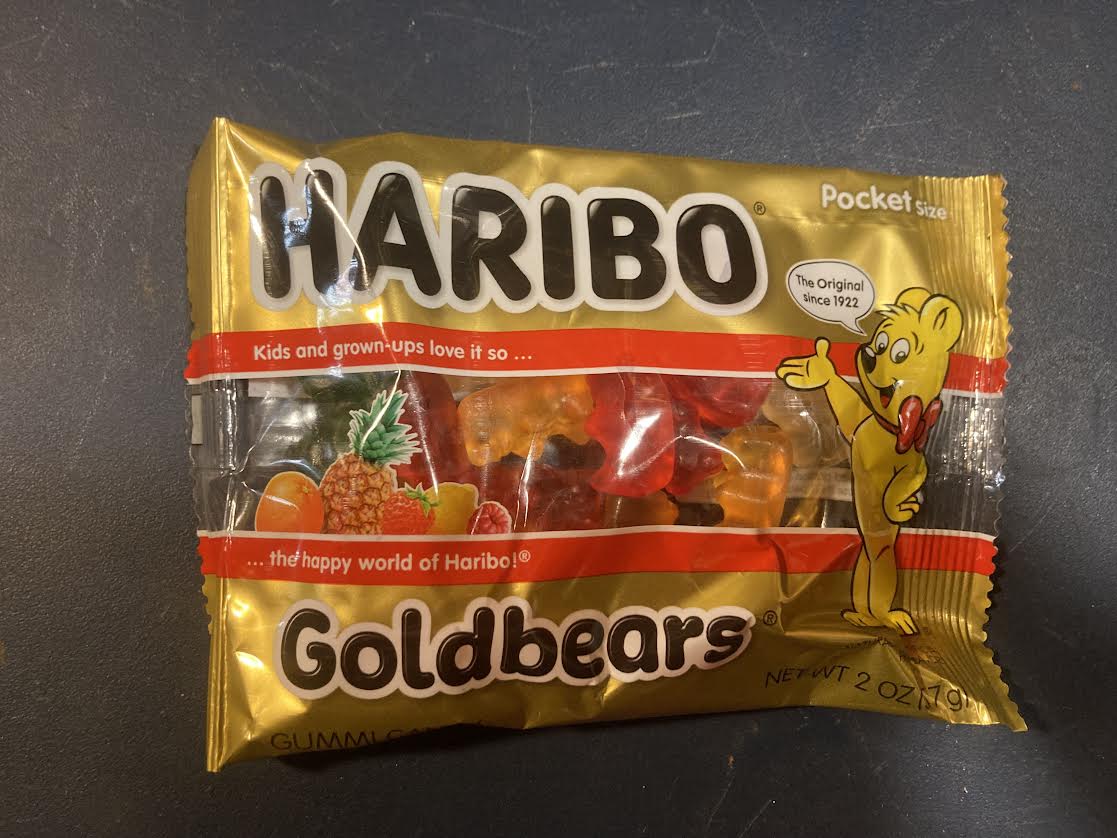 HARIBO®
Pocket size
The Original
since 1922
Kids and grown-ups love it so ...
... the happy world of Haribo!®
Goldbears®
NET WT 2 OZ
GUMMI